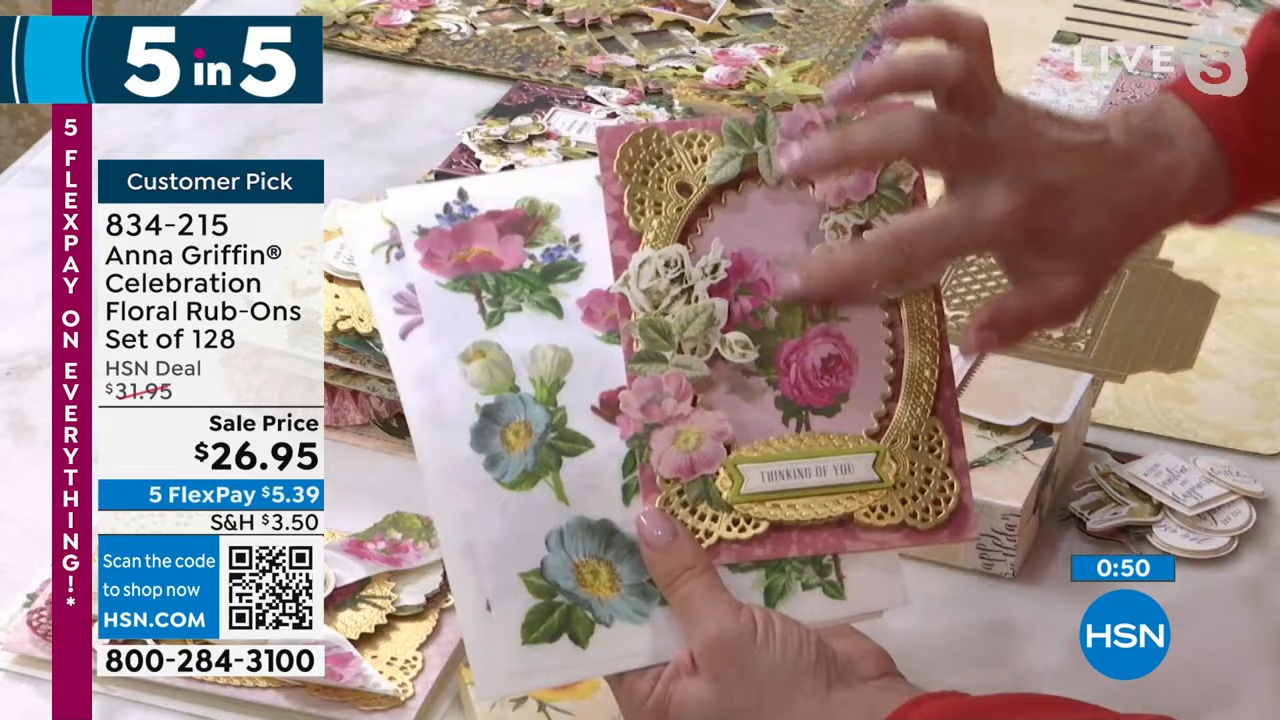 5 in 5
LIVE S
5 FLEXPAY ON EVERYTHING!*
Customer Pick
834-215
Anna Griffin®
Celebration
Floral Rub-Ons
Set of 128
HSN Deal
$31.95
Sale Price
$26.95
5 FlexPay $5.39
S&H $3.50
Scan the code
to shop now
HSN.COM
800-284-3100
THINKING OF YOU
0:50
HSN